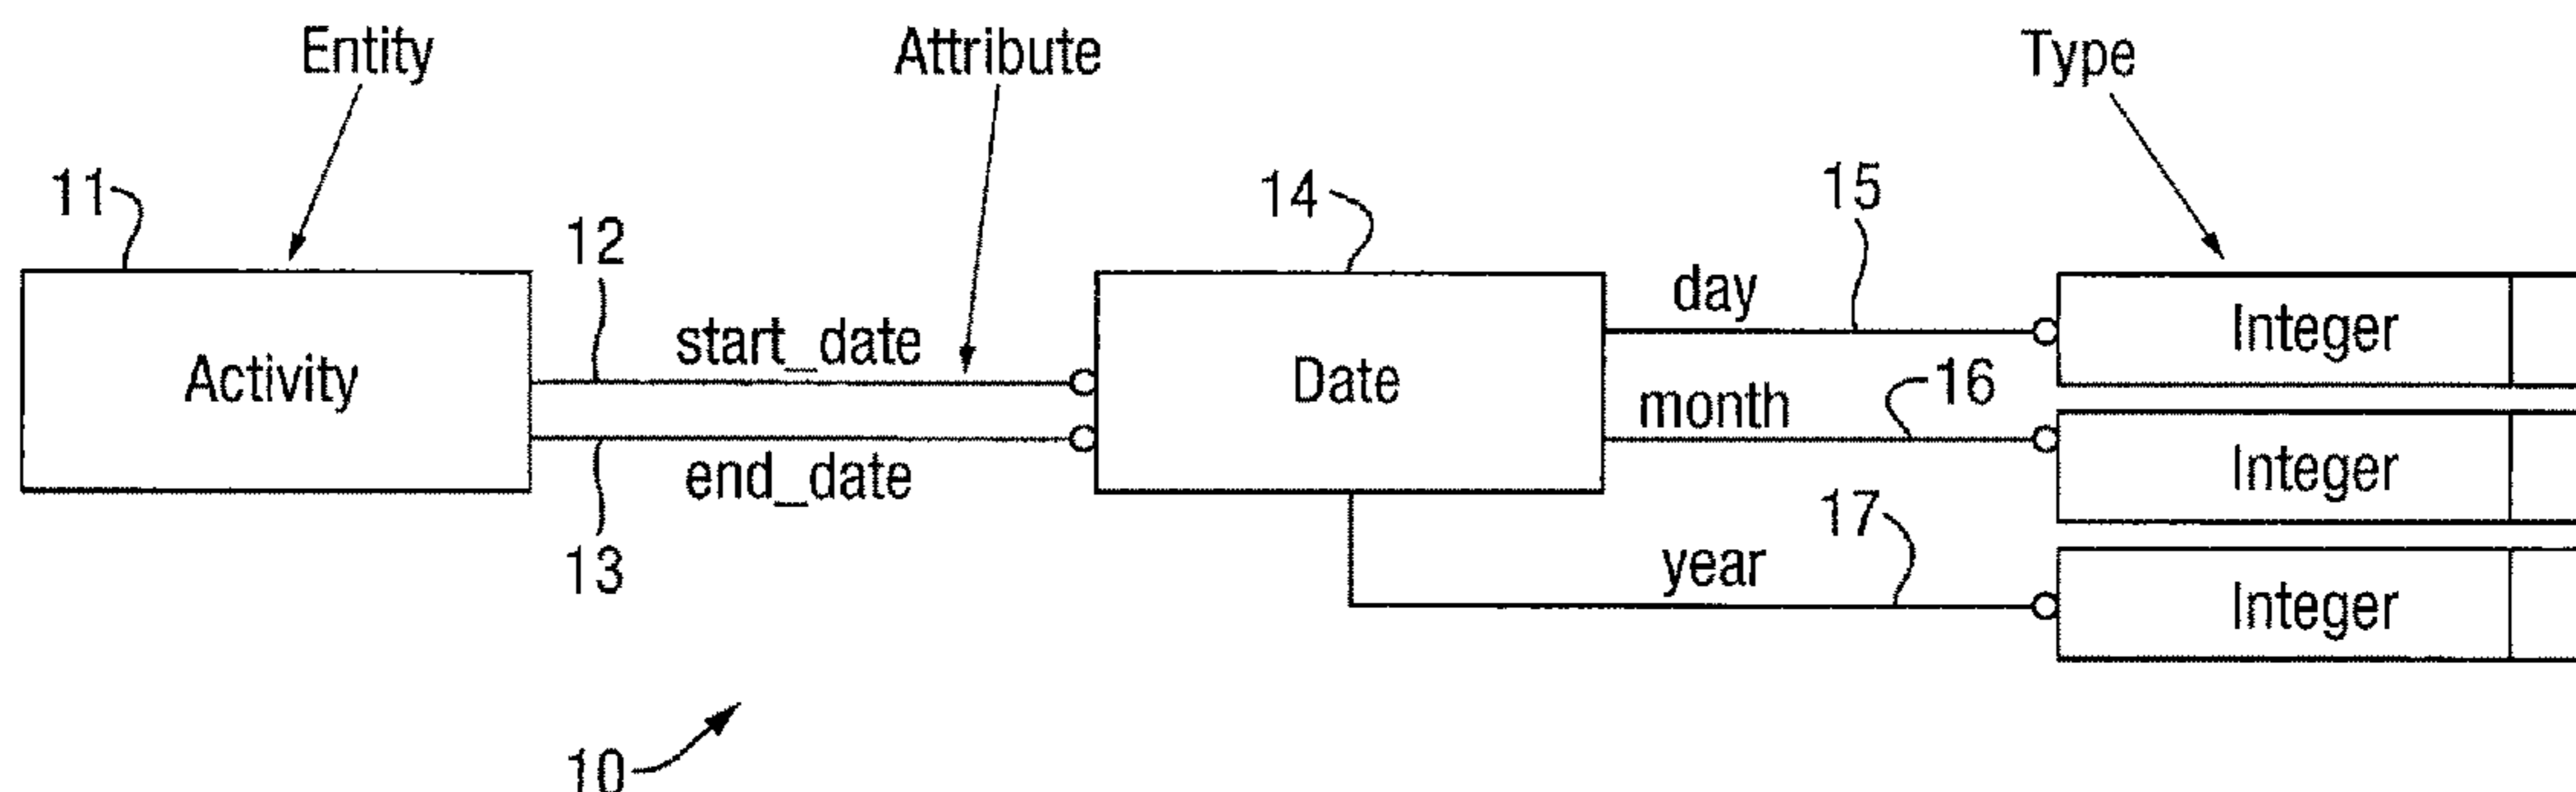 Entity
Attribute
Type
11
12
14
15
day
Integer
start_date
Activity
Date
month
16
Integer
end_date
13
17
year
Integer
10